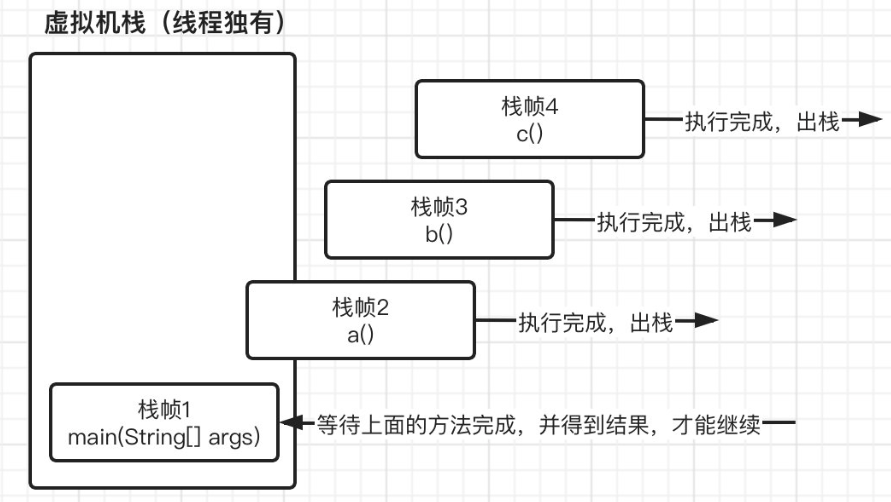 虚拟机栈（线程独有）
栈帧4
c()
执行完成，出栈
栈帧3
b()
执行完成，出栈
栈帧2
a()
执行完成，出栈
栈帧1
main(String[] args)
等待上面的方法完成，并得到结果，才能继续